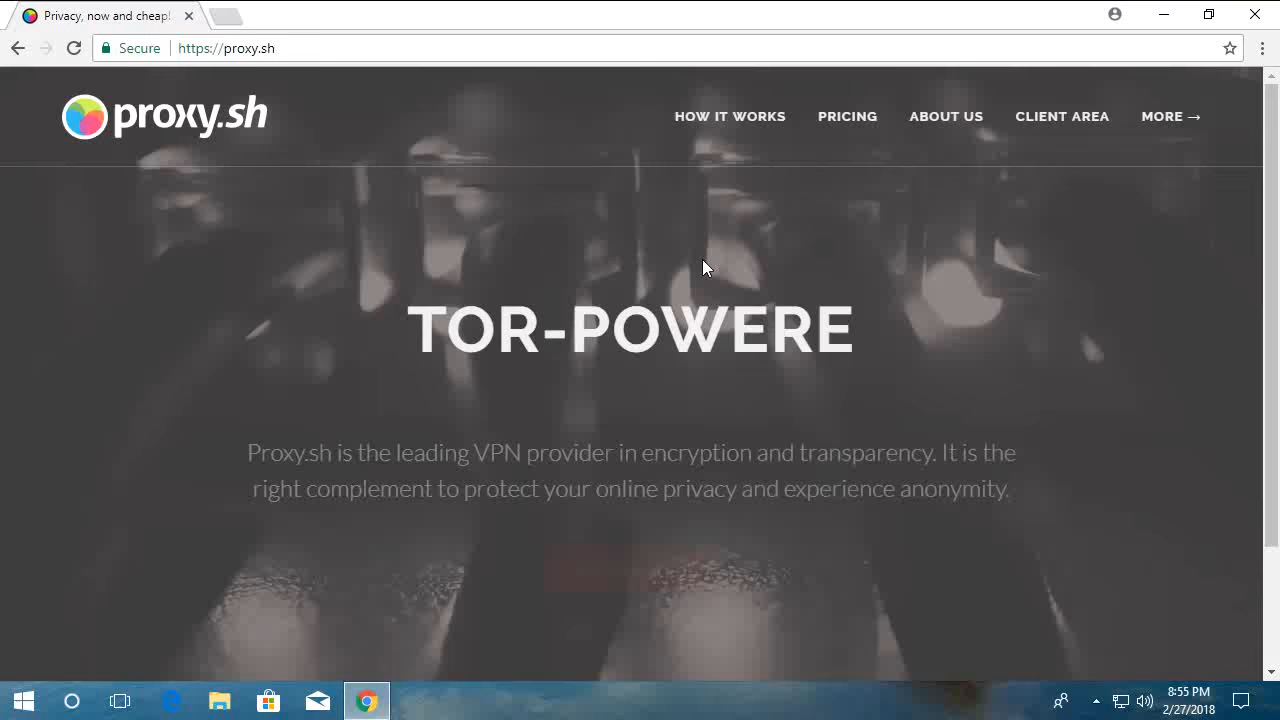 Privacy, now and cheap!
Secure
https://proxy.sh
proxy.sh
HOW IT WORKS
PRICING
ABOUT US
CLIENT AREA
MORE →
TOR-POWERE
Proxy.sh is the leading VPN provider in encryption and transparency. It is the
right complement to protect your online privacy and experience anonymity.
8:55 PM
2/27/2018